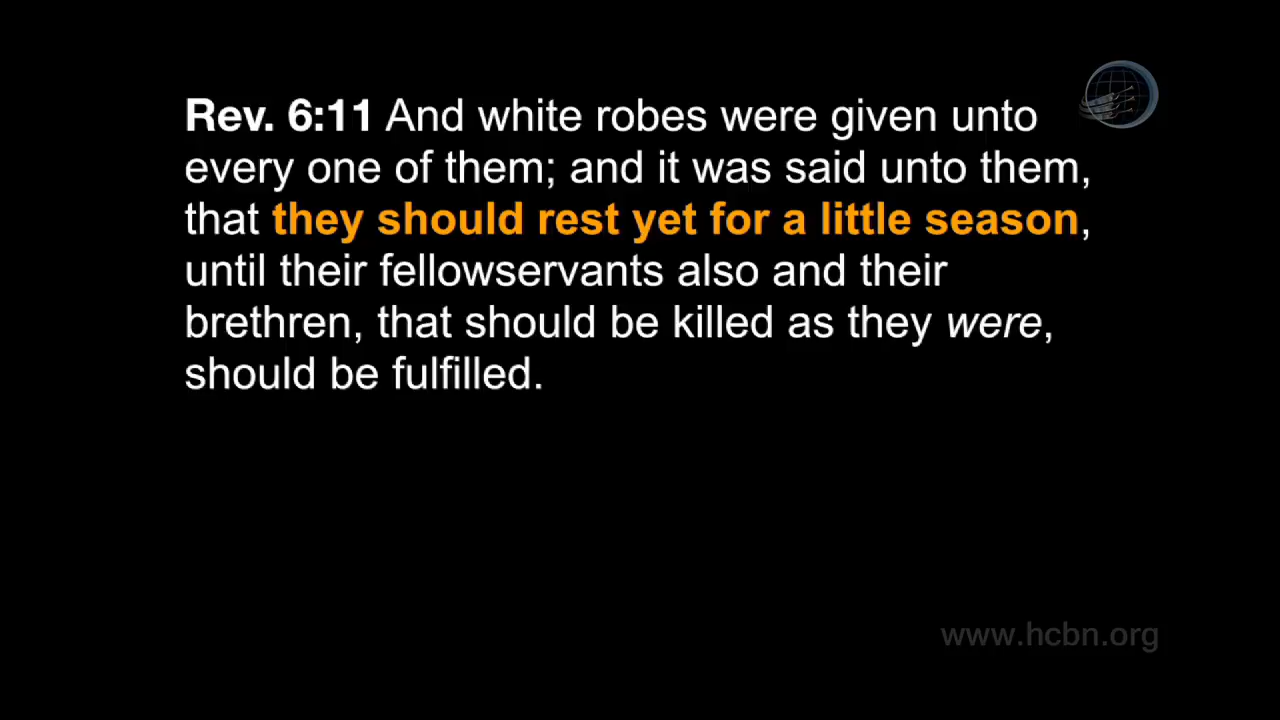 Rev. 6:11 And white robes were given unto
every one of them; and it was said unto them,
that they should rest yet for a little season,
until their fellowservants also and their
brethren, that should be killed as they were,
should be fulfilled.
www.hcbn.org